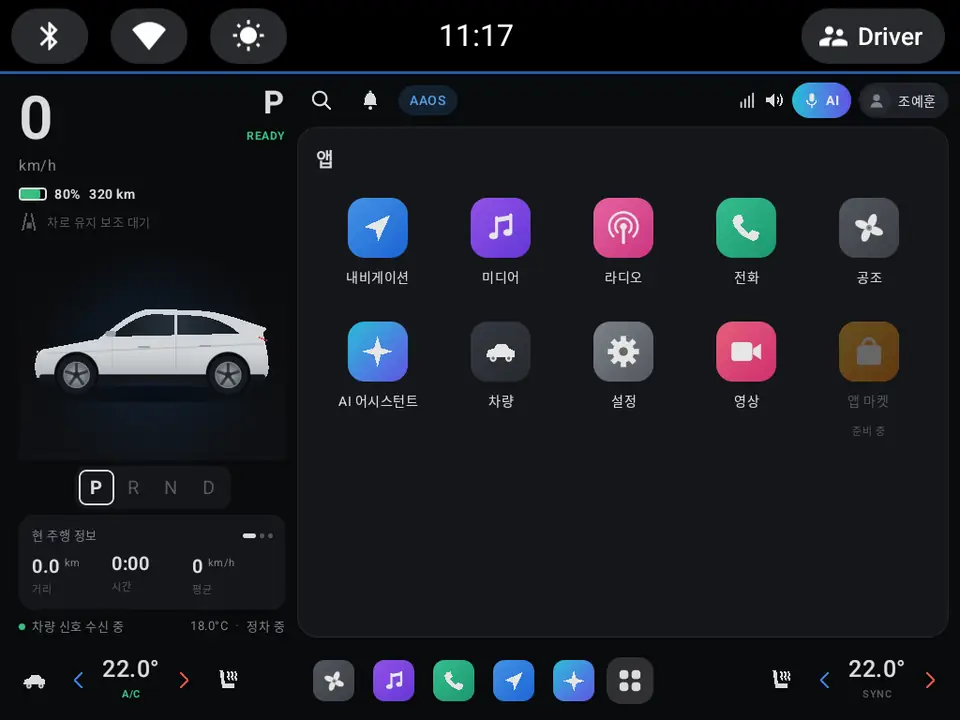 11:17
Driver
0
P
READY
km/h
80% 320 km
차로 유지 보조 대기
AAOS
AI
조예훈
앱
내비게이션
미디어
라디오
전화
공조
AI 어시스턴트
차량
설정
영상
앱 마켓
준비 중
P R N D
현 주행 정보
0.0 km
0:00
0 km/h
거리
시간
평균
차량 신호 수신 중
18.0°C · 정차 중
22.0°
A/C
22.0°
SYNC